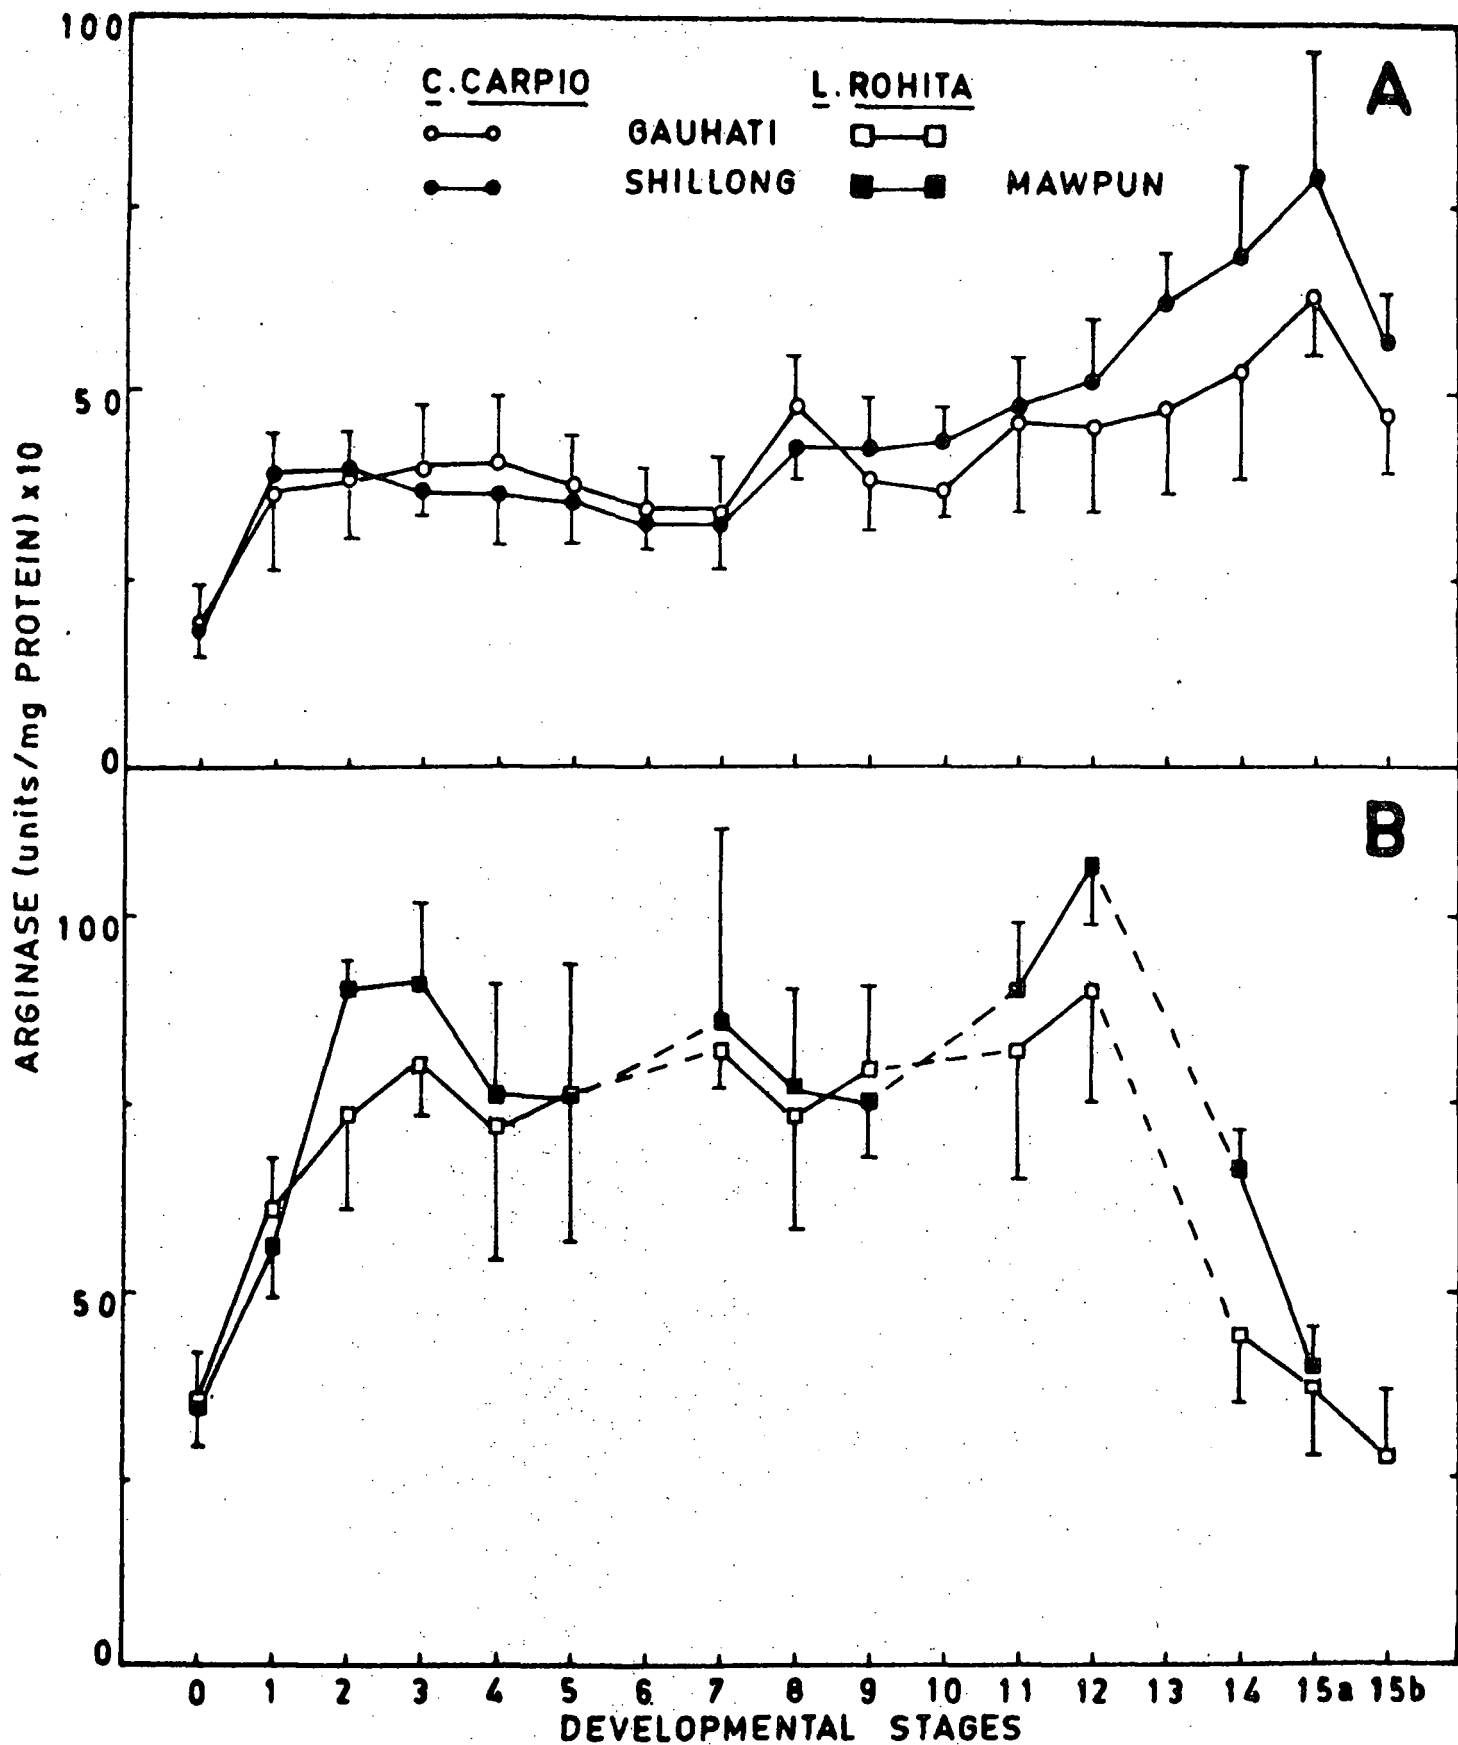 100
A
C.CARPIO L.ROHITA
GAUHATI
SHILLONG MAWPUN
50
0
ARGINASE (units/mg PROTEIN) x 10
B
100
50
0
0 1 2 3 4 5 6 7 8 9 10 11 12 13 14 15a 15b
DEVELOPMENTAL STAGES